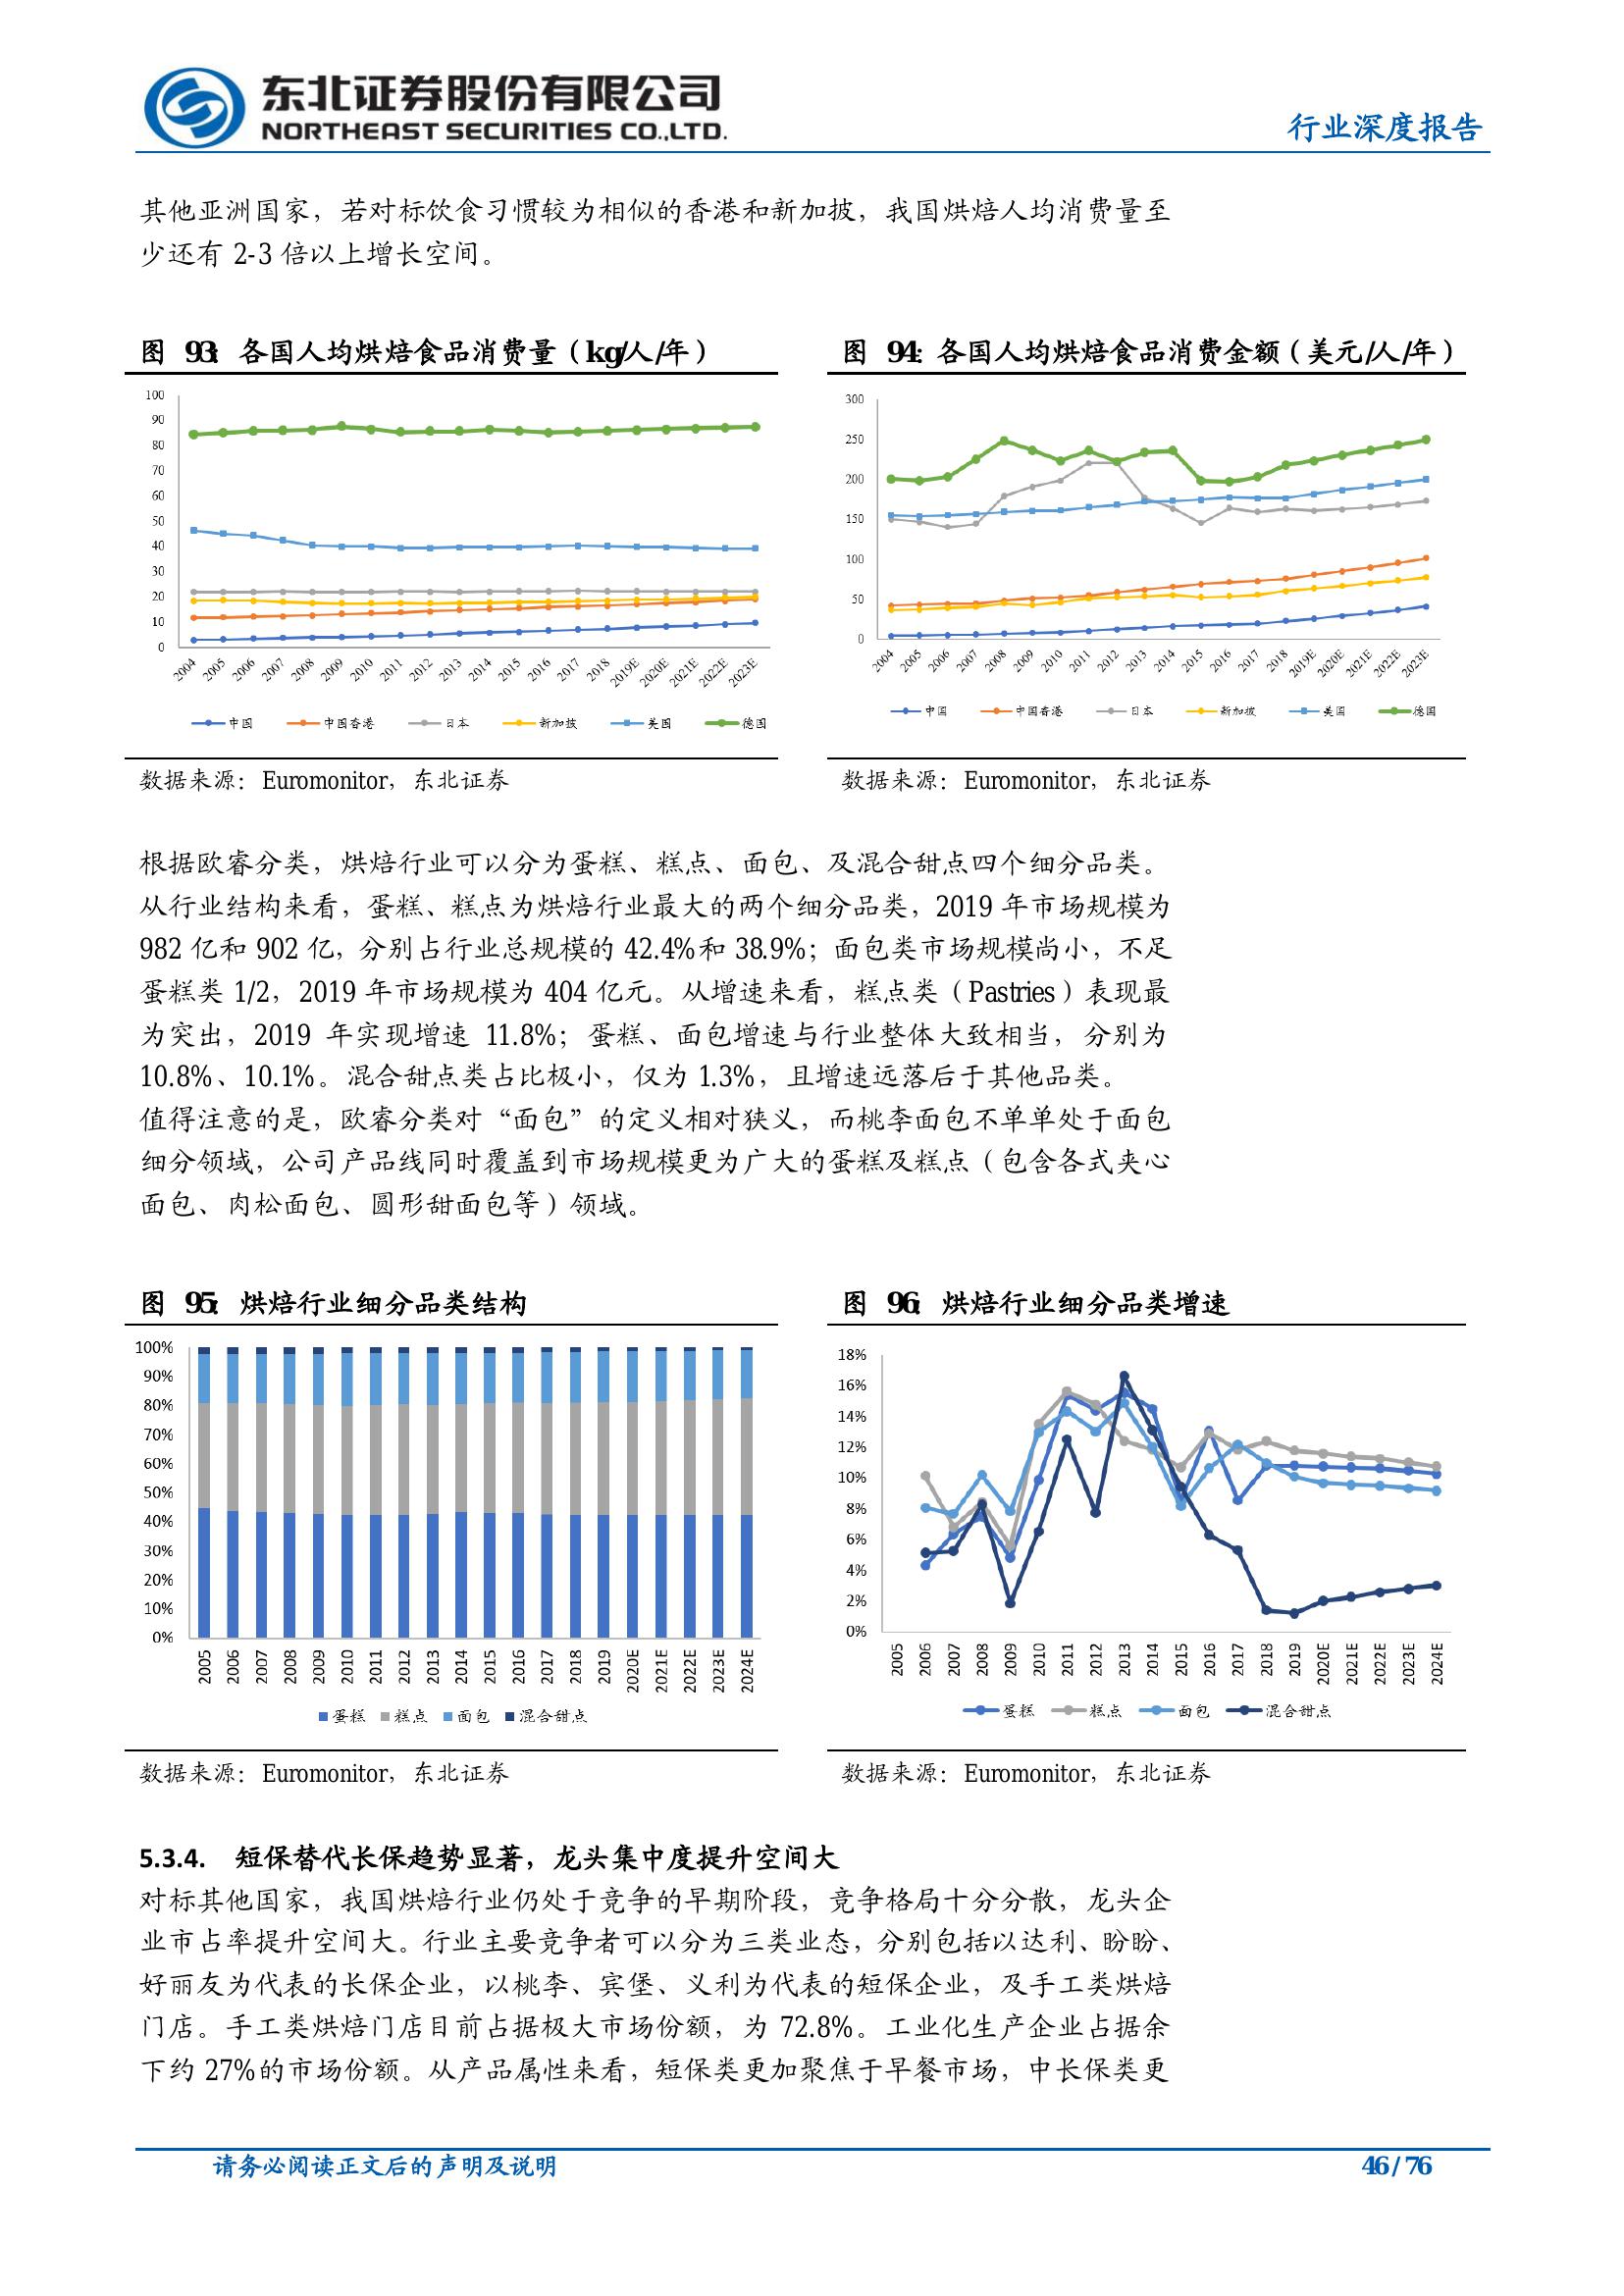 东北证券股份有限公司
NORTHEAST SECURITIES CO.,LTD.
行业深度报告
其他亚洲国家，若对标饮食习惯较为相似的香港和新加披，我国烘焙人均消费量至
少还有 2-3 倍以上增长空间。
图 93： 各国人均烘焙食品消费量（kg/人/年）
100
90
80
70
60
50
40
30
20
10
0
2004 2005 2006 2007 2008 2009 2010 2011 2012 2013 2014 2015 2016 2017 2018 2019E 2020E 2021E 2022E 2023E
中国 中国香港 日本 新加披 美国 德国
数据来源：Euromonitor，东北证券
图 94：各国人均烘焙食品消费金额（美元/人/年）
300
250
200
150
100
50
0
2004 2005 2006 2007 2008 2009 2010 2011 2012 2013 2014 2015 2016 2017 2018 2019E 2020E 2021E 2022E 2023E
中国 中国香港 日本 新加披 美国 德国
数据来源：Euromonitor，东北证券
根据欧睿分类，烘焙行业可以分为蛋糕、糕点、面包、及混合甜点四个细分品类。
从行业结构来看，蛋糕、糕点为烘焙行业最大的两个细分品类，2019 年市场规模为
982 亿和 902 亿，分别占行业总规模的 42.4%和 38.9%；面包类市场规模尚小，不足
蛋糕类 1/2，2019 年市场规模为 404 亿元。从增速来看，糕点类（Pastries）表现最
为突出，2019 年实现增速 11.8%；蛋糕、面包增速与行业整体大致相当，分别为
10.8%、10.1%。混合甜点类占比极小，仅为 1.3%，且增速远落后于其他品类。
值得注意的是，欧睿分类对“面包”的定义相对狭义，而桃李面包不单单处于面包
细分领域，公司产品线同时覆盖到市场规模更为广大的蛋糕及糕点（包含各式夹心
面包、肉松面包、圆形甜面包等）领域。
图 95： 烘焙行业细分品类结构
100%
90%
80%
70%
60%
50%
40%
30%
20%
10%
0%
2005 2006 2007 2008 2009 2010 2011 2012 2013 2014 2015 2016 2017 2018 2019 2020E 2021E 2022E 2023E 2024E
蛋糕 糕点 面包 混合甜点
数据来源：Euromonitor，东北证券
图 96： 烘焙行业细分品类增速
18%
16%
14%
12%
10%
8%
6%
4%
2%
0%
2005 2006 2007 2008 2009 2010 2011 2012 2013 2014 2015 2016 2017 2018 2019 2020E 2021E 2022E 2023E 2024E
蛋糕 糕点 面包 混合甜点
数据来源：Euromonitor，东北证券
5.3.4. 短保替代长保趋势显著，龙头集中度提升空间大
对标其他国家，我国烘焙行业仍处于竞争的早期阶段，竞争格局十分分散，龙头企
业市占率提升空间大。行业主要竞争者可以分为三类业态，分别包括以达利、盼盼、
好丽友为代表的长保企业，以桃李、宾堡、义利为代表的短保企业，及手工类烘焙
门店。手工类烘焙门店目前占据极大市场份额，为 72.8%。工业化生产企业占据余
下约 27%的市场份额。从产品属性来看，短保类更加聚焦于早餐市场，中长保类更
请务必阅读正文后的声明及说明
46 / 76